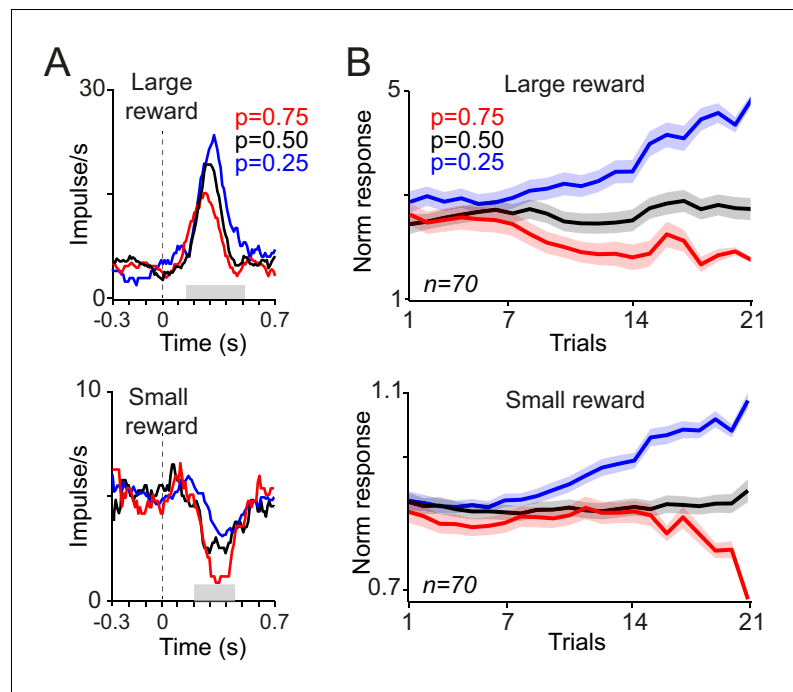 A
30
Large
reward
p=0.75
p=0.50
p=0.25
Impulse/s
0
-0.3 0 0.7
Time (s)
10
Small
reward
Impulse/s
0
-0.3 0 0.7
Time (s)
B
5
Large reward
p=0.75
p=0.50
p=0.25
Norm response
n=70
1
1 7 14 21
Trials
1.1
Small reward
Norm response
n=70
0.7
1 7 14 21
Trials